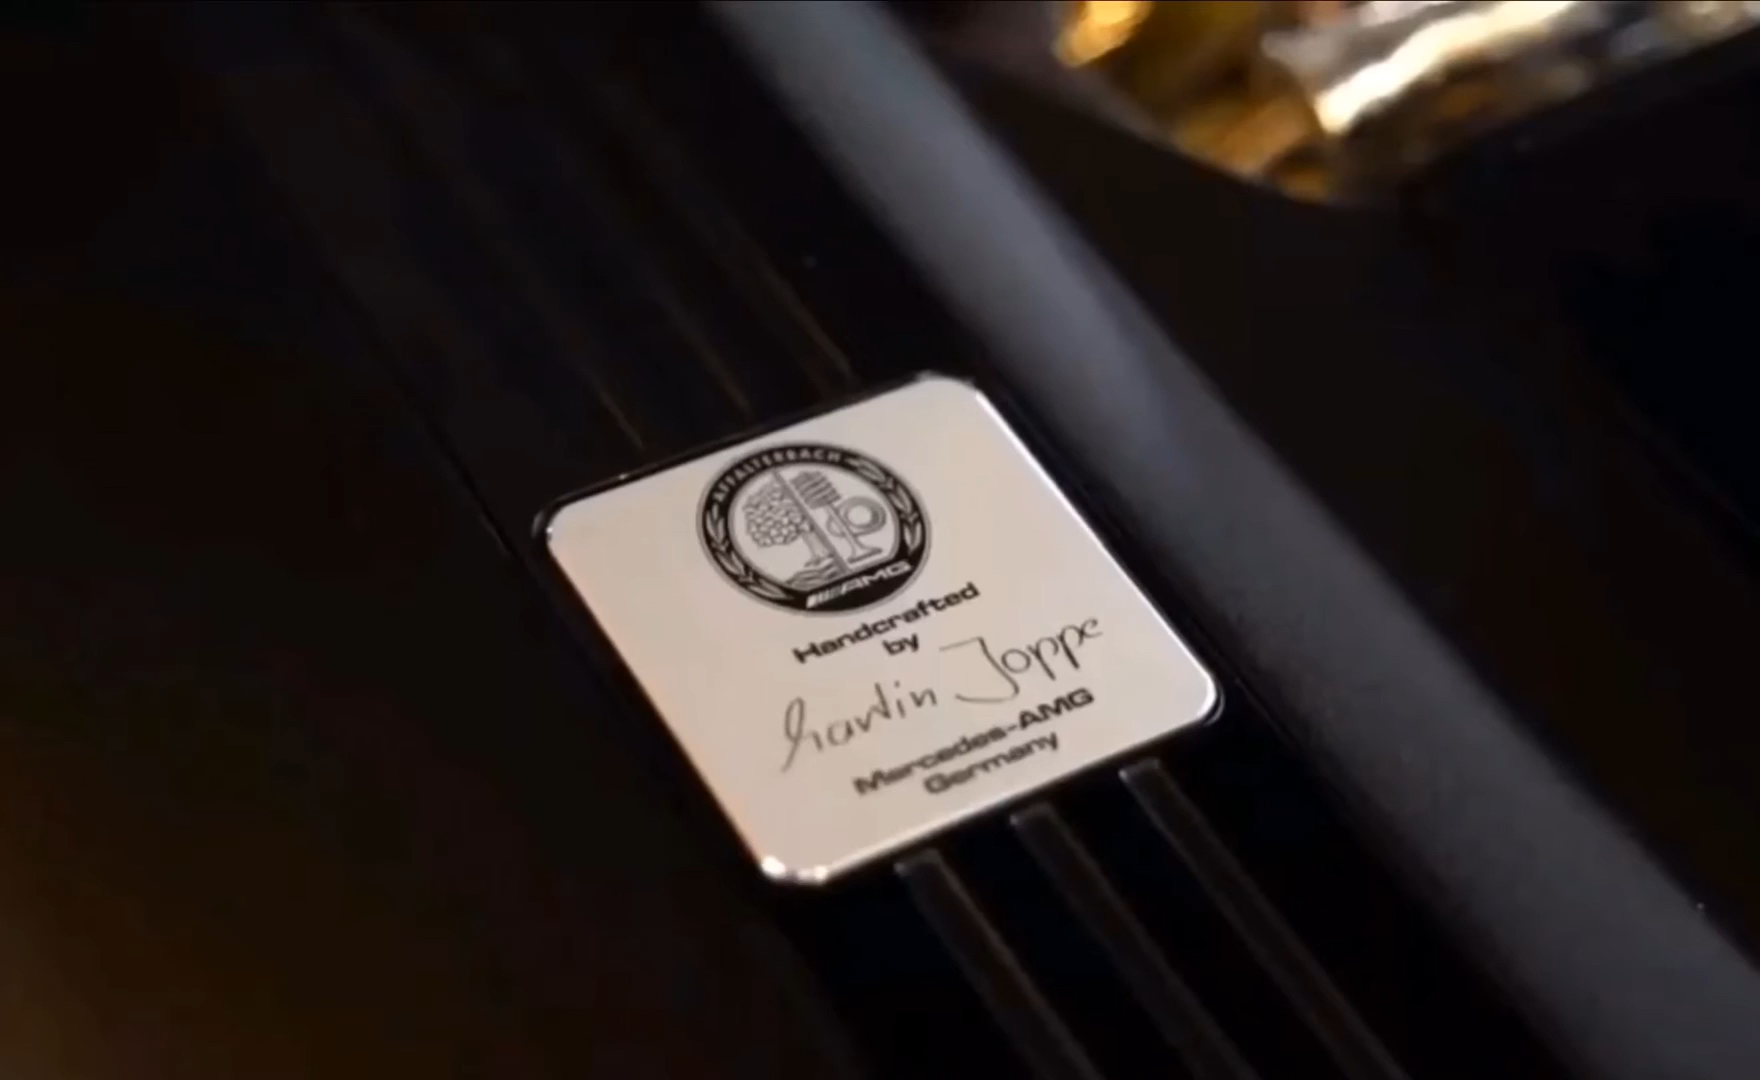 AFFALTERBACH
AMG
Handcrafted
by
Martin Joppe
Mercedes-AMG
Germany